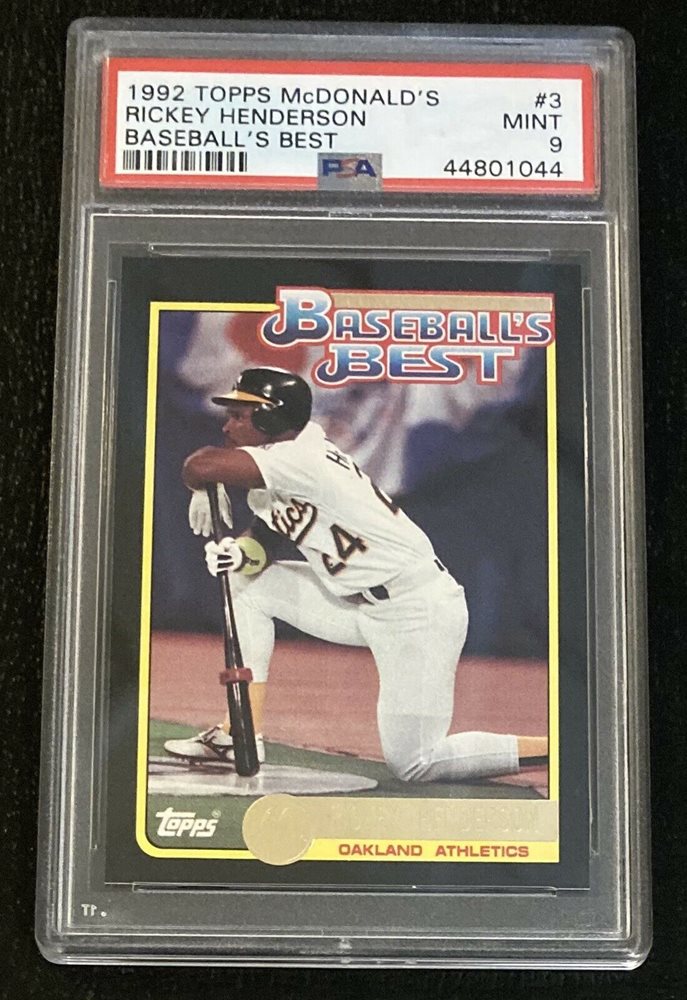 1992 TOPPS McDONALD'S #3
RICKEY HENDERSON MINT
BASEBALL'S BEST 9
PSA 44801044
BASEBALL'S
BEST
24
TOPPS®
OAKLAND ATHLETICS